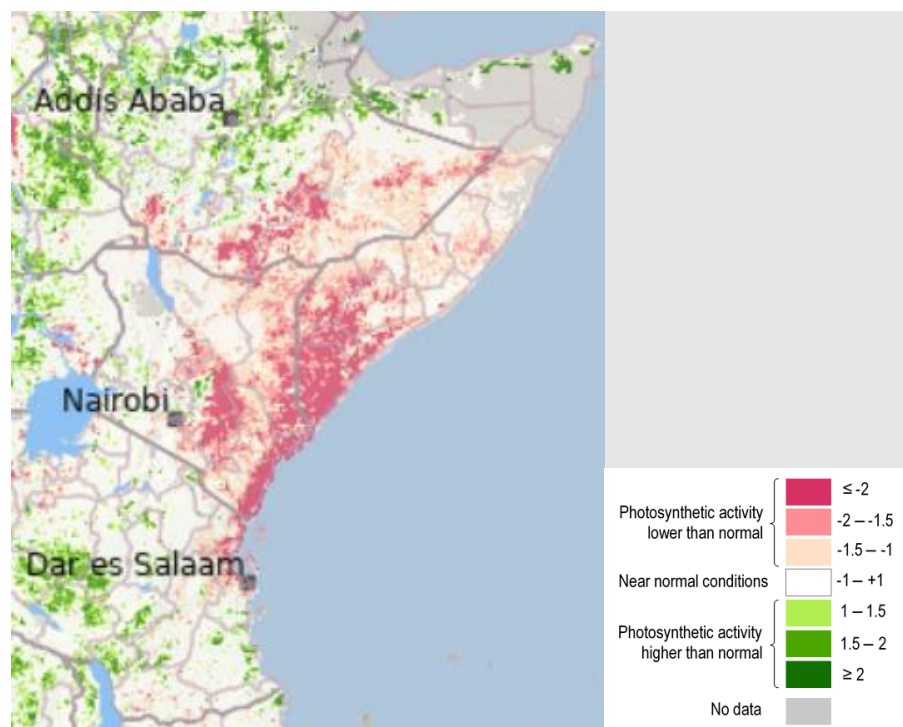 Addis Ababa
Nairobi
Dar es Salaam
Photosynthetic activity
lower than normal
≤ -2
-2 – -1.5
-1.5 – -1
Near normal conditions
-1 – +1
Photosynthetic activity
higher than normal
1 – 1.5
1.5 – 2
≥ 2
No data